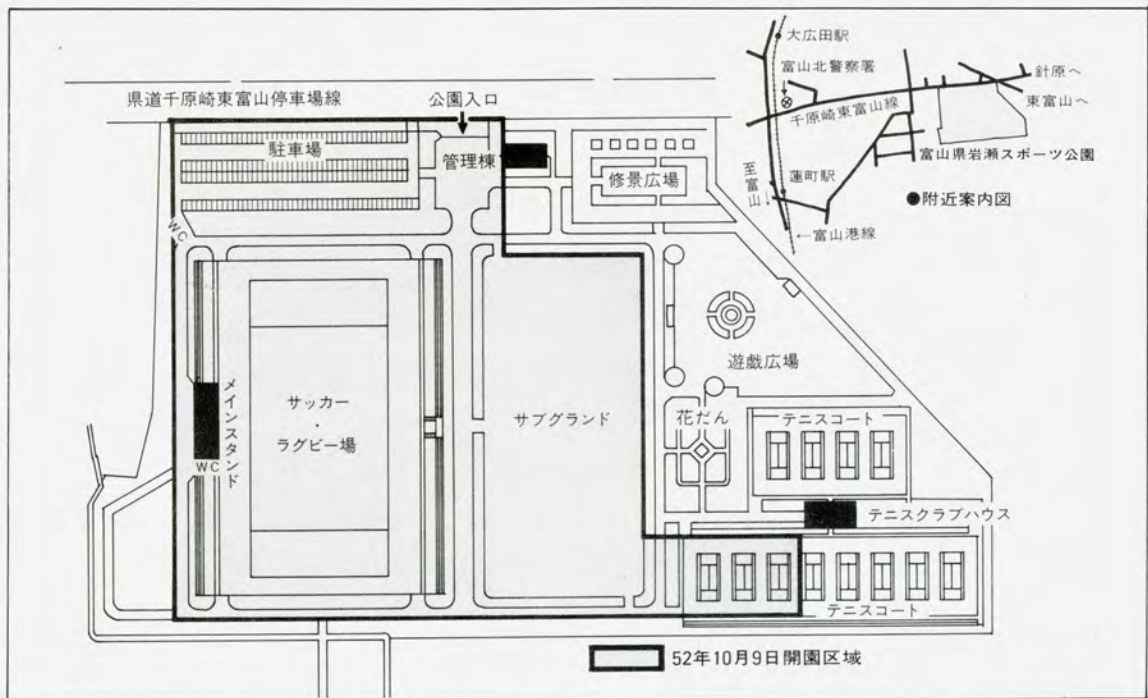 大広田駅
富山北警察署
針原へ
東富山へ
千原崎東富山線
富山県岩瀬スポーツ公園
至富山
蓮町駅
●附近案内図
←富山港線
県道千原崎東富山停車場線
公園入口
駐車場
管理棟
修景広場
WC
遊戯広場
メインスタンド
サッカー
・
ラグビー場
サブグランド
花だん
テニスコート
WC
テニスクラブハウス
テニスコート
52年10月9日開園区域